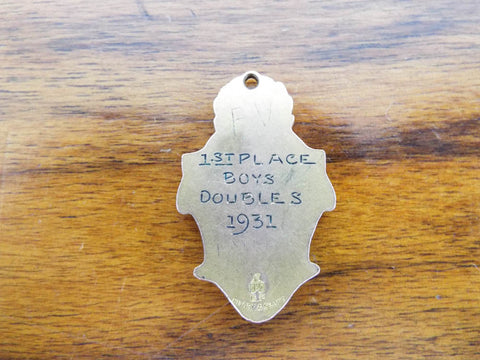 1ST PLACE
BOYS
DOUBLES
1931